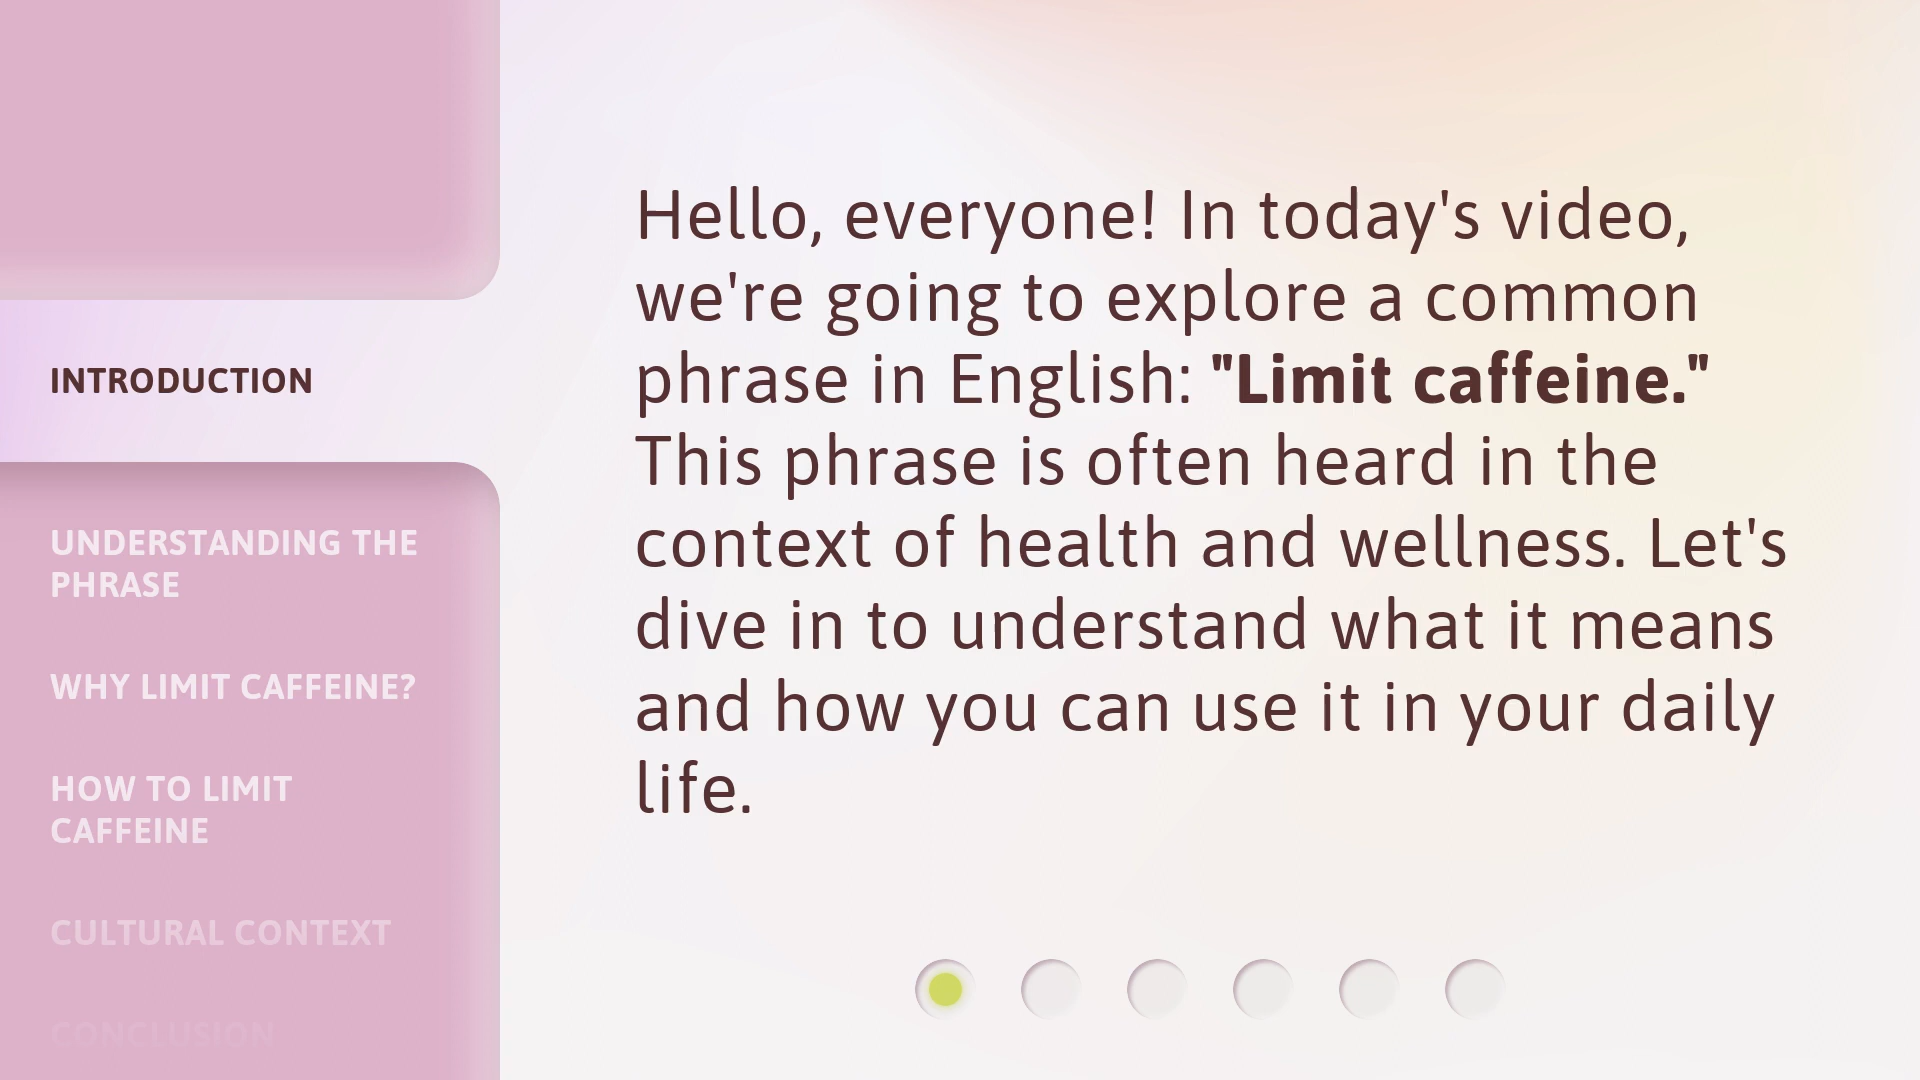 INTRODUCTION
UNDERSTANDING THE
PHRASE
WHY LIMIT CAFFEINE?
HOW TO LIMIT
CAFFEINE
CULTURAL CONTEXT
CONCLUSION
Hello, everyone! In today's video,
we're going to explore a common
phrase in English: "Limit caffeine."
This phrase is often heard in the
context of health and wellness. Let's
dive in to understand what it means
and how you can use it in your daily
life.